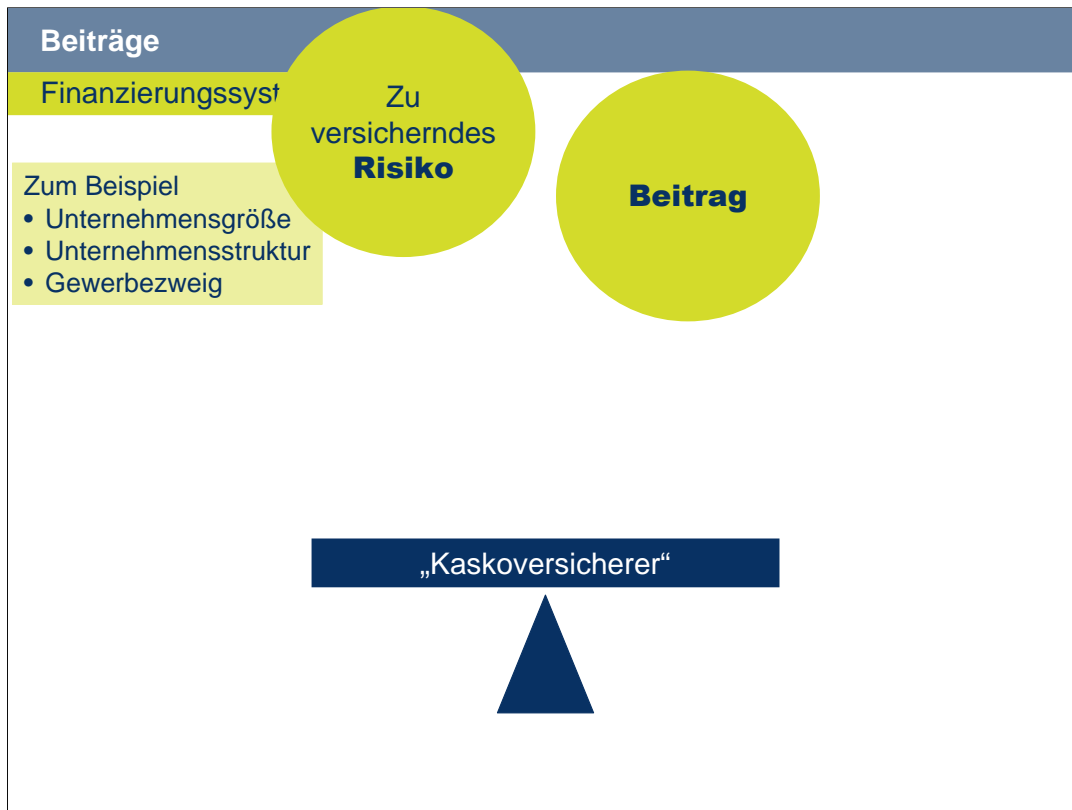 Beiträge
Finanzierungssyst
Zu
versicherndes
Risiko
Beitrag
Zum Beispiel
• Unternehmensgröße
• Unternehmensstruktur
• Gewerbezweig
„Kaskoversicherer“